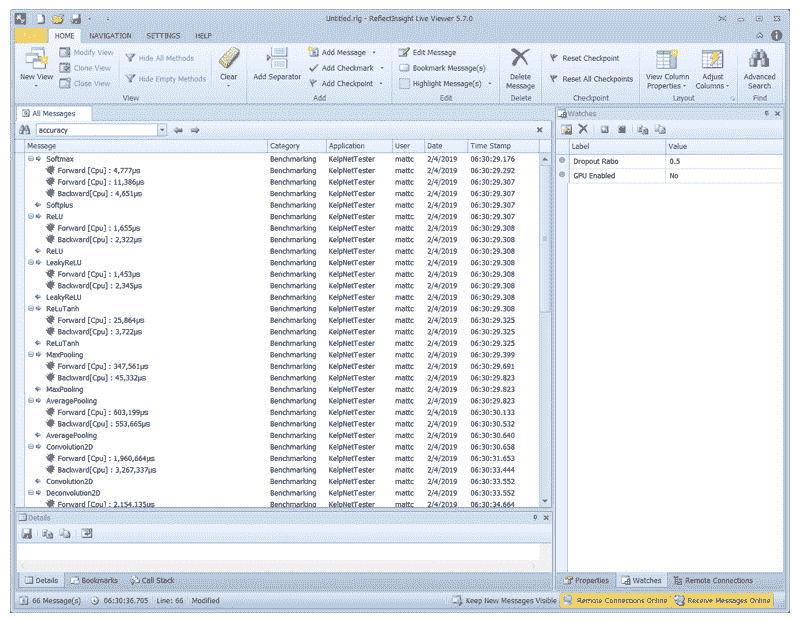 Untitled.rlg - ReflectInsight Live Viewer 5.7.0
HOME NAVIGATION SETTINGS HELP
New View
Modify View
Clone View
Close View
Hide All Methods
Hide Empty Methods
View
Clear
Add Separator
Add Message
Add Checkmark
Add Checkpoint
Add
Edit Message
Bookmark Message(s)
Highlight Message(s)
Edit
Delete Message
Delete
Reset Checkpoint
Reset All Checkpoints
Checkpoint
View Column Properties
Adjust Columns
Layout
Advanced Search
Find
All Messages
accuracy
Message Category Application User Date Time Stamp
Softmax Benchmarking KelpNetTester mattc 2/4/2019 06:30:29.176
Forward [Cpu] : 4,777µs Benchmarking KelpNetTester mattc 2/4/2019 06:30:29.292
Forward [Cpu] : 11,386µs Benchmarking KelpNetTester mattc 2/4/2019 06:30:29.307
Backward[Cpu] : 4,651µs Benchmarking KelpNetTester mattc 2/4/2019 06:30:29.307
Softplus Benchmarking KelpNetTester mattc 2/4/2019 06:30:29.307
ReLU Benchmarking KelpNetTester mattc 2/4/2019 06:30:29.307
Forward [Cpu] : 1,655µs Benchmarking KelpNetTester mattc 2/4/2019 06:30:29.308
Backward[Cpu] : 2,322µs Benchmarking KelpNetTester mattc 2/4/2019 06:30:29.308
ReLU Benchmarking KelpNetTester mattc 2/4/2019 06:30:29.308
LeakyReLU Benchmarking KelpNetTester mattc 2/4/2019 06:30:29.308
Forward [Cpu] : 1,453µs Benchmarking KelpNetTester mattc 2/4/2019 06:30:29.308
Backward[Cpu] : 2,345µs Benchmarking KelpNetTester mattc 2/4/2019 06:30:29.308
LeakyReLU Benchmarking KelpNetTester mattc 2/4/2019 06:30:29.308
ReLuTanh Benchmarking KelpNetTester mattc 2/4/2019 06:30:29.308
Forward [Cpu] : 25,864µs Benchmarking KelpNetTester mattc 2/4/2019 06:30:29.325
Backward[Cpu] : 3,722µs Benchmarking KelpNetTester mattc 2/4/2019 06:30:29.325
ReLuTanh Benchmarking KelpNetTester mattc 2/4/2019 06:30:29.325
MaxPooling Benchmarking KelpNetTester mattc 2/4/2019 06:30:29.399
Forward [Cpu] : 347,561µs Benchmarking KelpNetTester mattc 2/4/2019 06:30:29.691
Backward[Cpu] : 45,332µs Benchmarking KelpNetTester mattc 2/4/2019 06:30:29.823
MaxPooling Benchmarking KelpNetTester mattc 2/4/2019 06:30:29.823
AveragePooling Benchmarking KelpNetTester mattc 2/4/2019 06:30:29.823
Forward [Cpu] : 603,199µs Benchmarking KelpNetTester mattc 2/4/2019 06:30:30.133
Backward[Cpu] : 553,665µs Benchmarking KelpNetTester mattc 2/4/2019 06:30:30.532
AveragePooling Benchmarking KelpNetTester mattc 2/4/2019 06:30:30.640
Convolution2D Benchmarking KelpNetTester mattc 2/4/2019 06:30:30.658
Forward [Cpu] : 1,960,664µs Benchmarking KelpNetTester mattc 2/4/2019 06:30:31.653
Backward[Cpu] : 3,267,337µs Benchmarking KelpNetTester mattc 2/4/2019 06:30:33.444
Convolution2D Benchmarking KelpNetTester mattc 2/4/2019 06:30:33.552
Deconvolution2D Benchmarking KelpNetTester mattc 2/4/2019 06:30:33.552
Forward [Cpu] : 2,154,135µs Benchmarking KelpNetTester mattc 2/4/2019 06:30:34.664
Watches
Label Value
Dropout Ratio 0.5
GPU Enabled No
Details
Details Bookmarks Call Stack
Properties Watches Remote Connections
66 Message(s) 06:30:36.705 Line: 66 Modified Keep New Messages Visible Remote Connections Online Receive Messages Online